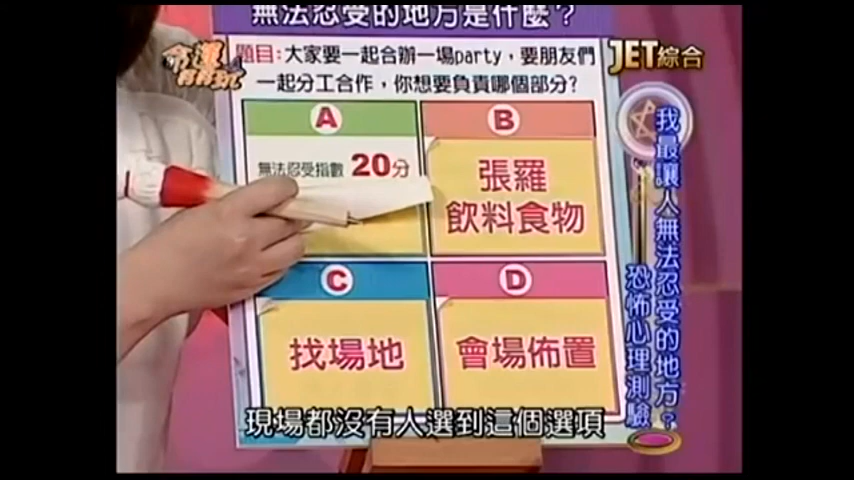 無法忍受的地方是什麼？
命運好好玩
JET綜合
題目：大家要一起合辦一場party，要朋友們
一起分工合作，你想要負責哪個部分?
A
無法忍受指數 20分
B
張羅
飲料食物
C
找場地
D
會場佈置
我最讓人無法忍受的地方？
恐怖心理測驗
現場都沒有人選到這個選項